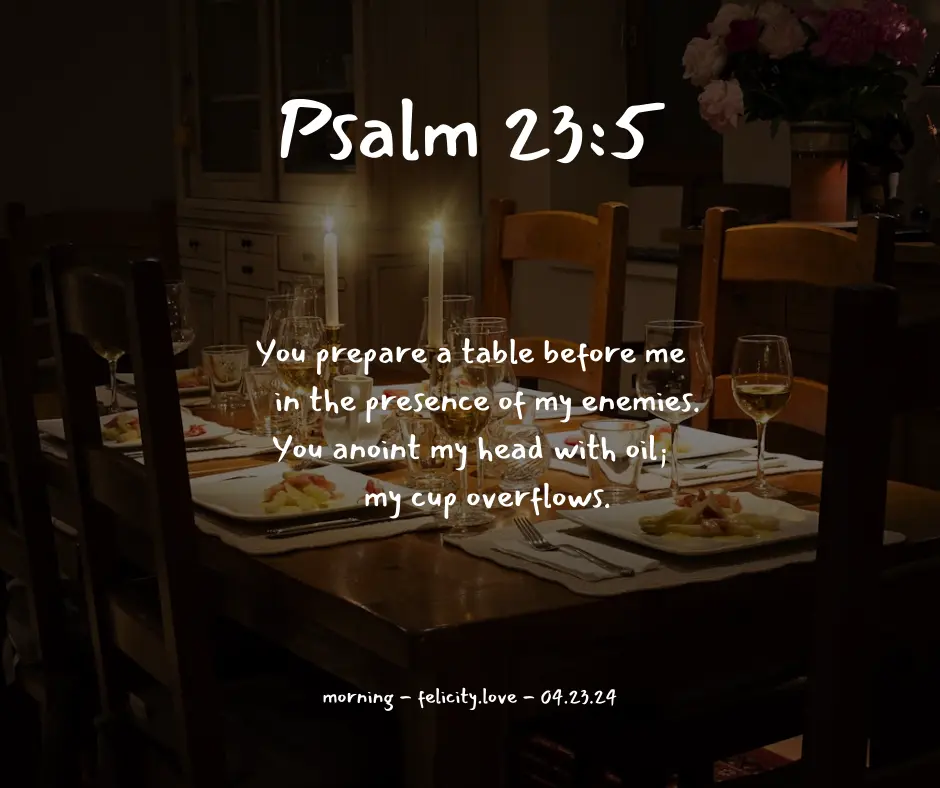 Psalm 23:5
You prepare a table before me
in the presence of my enemies.
You anoint my head with oil;
my cup overflows.
morning – felicity.love – 04.23.24